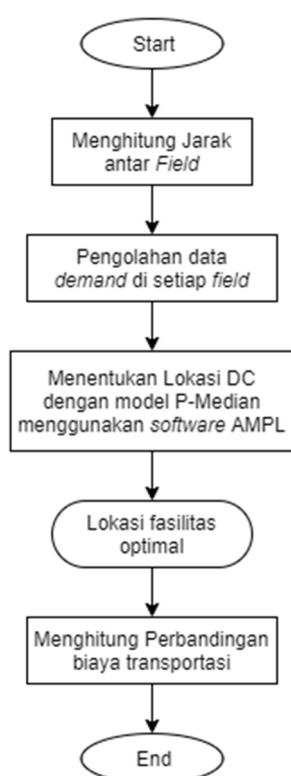 Start
Menghitung Jarak
antar Field
Pengolahan data
demand di setiap field
Menentukan Lokasi DC
dengan model P-Median
menggunakan software AMPL
Lokasi fasilitas
optimal
Menghitung Perbandingan
biaya transportasi
End